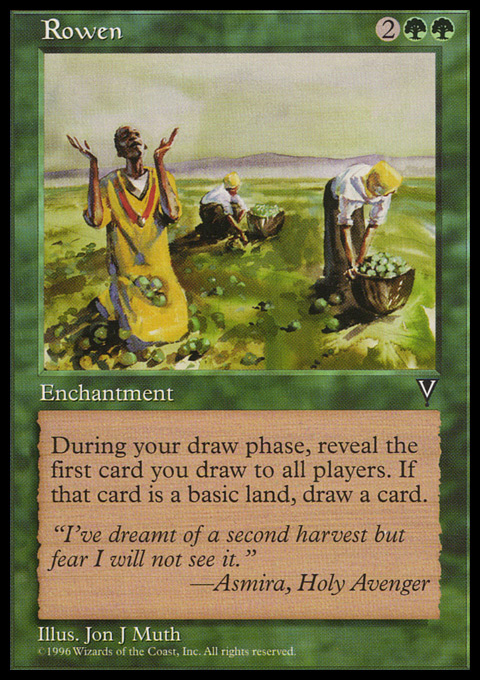 Rowen 2
Enchantment V
During your draw phase, reveal the
first card you draw to all players. If
that card is a basic land, draw a card.
“I've dreamt of a second harvest but
fear I will not see it.”
—Asmira, Holy Avenger
Illus. Jon J Muth
©1996 Wizards of the Coast, Inc. All rights reserved.